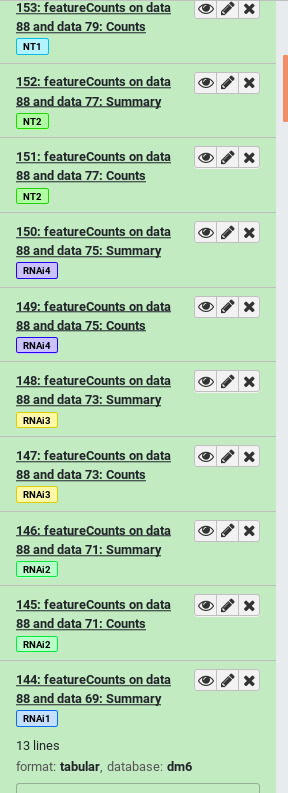 153: featureCounts on data
88 and data 79: Counts
NT1
152: featureCounts on data
88 and data 77: Summary
NT2
151: featureCounts on data
88 and data 77: Counts
NT2
150: featureCounts on data
88 and data 75: Summary
RNAi4
149: featureCounts on data
88 and data 75: Counts
RNAi4
148: featureCounts on data
88 and data 73: Summary
RNAi3
147: featureCounts on data
88 and data 73: Counts
RNAi3
146: featureCounts on data
88 and data 71: Summary
RNAi2
145: featureCounts on data
88 and data 71: Counts
RNAi2
144: featureCounts on data
88 and data 69: Summary
RNAi1
13 lines
format: tabular, database: dm6